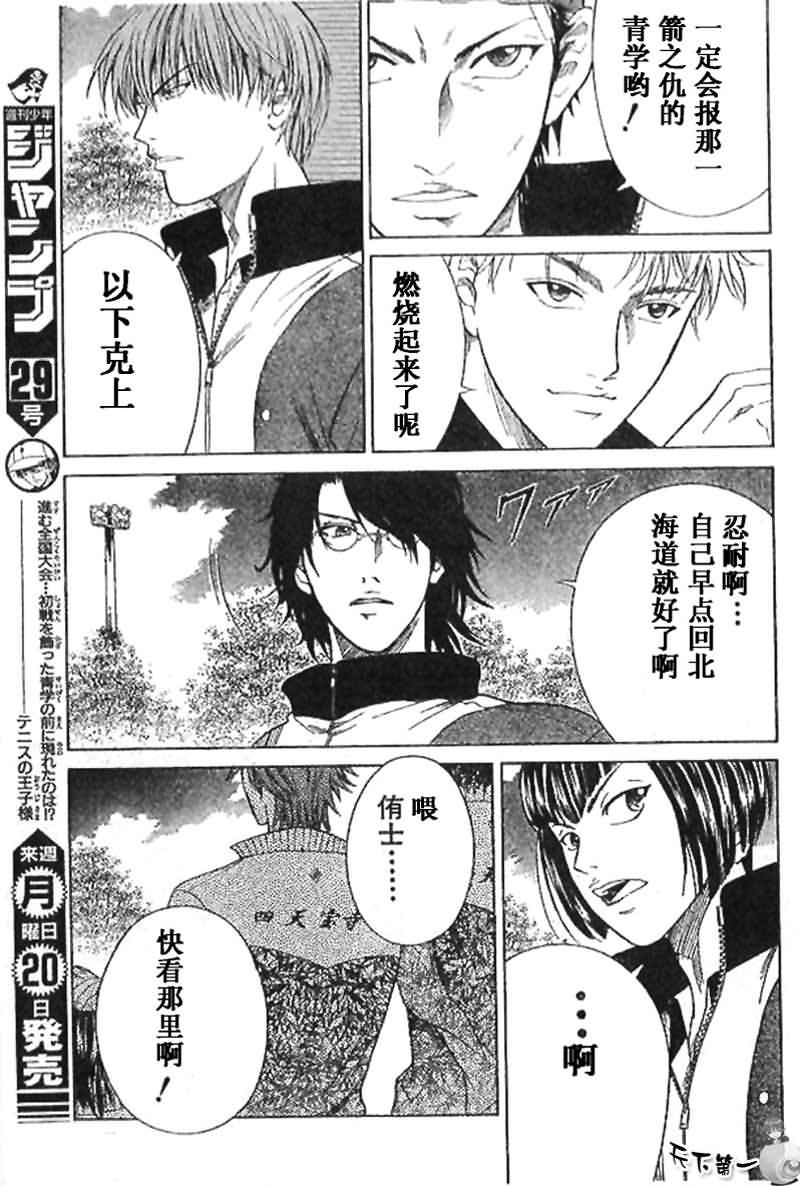 一定会报那一
箭之仇的
青学哟！
以下克上
燃烧起来了呢
忍耐啊…
自己早点回北
海道就好了啊
ワァァ
喂
侑士……
快看那里啊！
四天宝寺
…啊
週刊少年
ジャンプ
29
号
進む全国大会…初戦を飾った青学の前に現れたのは!?
——テニスの王子様
来週
月
曜日
20
日
発売
天下第一